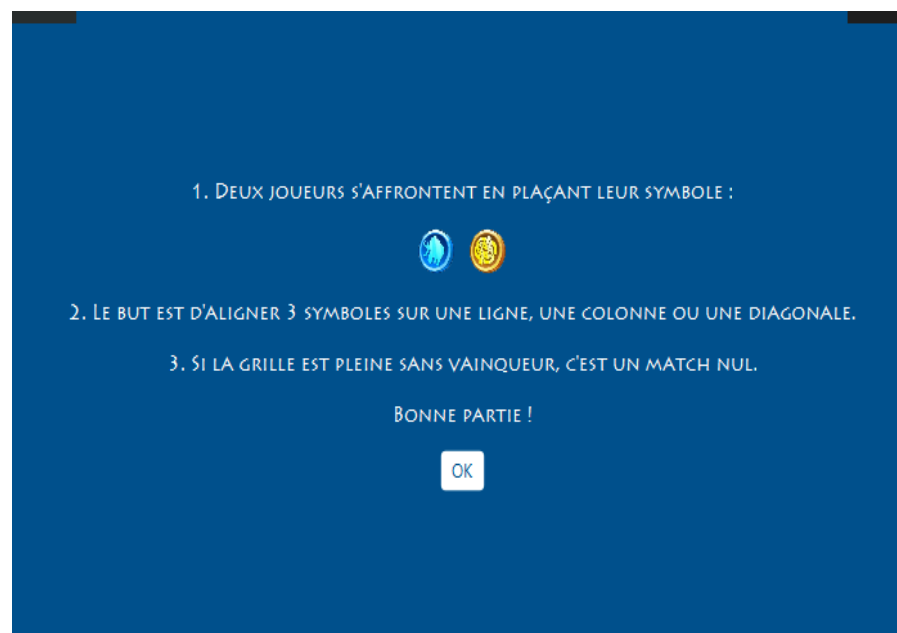 1. Deux joueurs s'affrontent en plaçant leur symbole :
2. Le but est d'Aligner 3 symboles sur une ligne, une colonne ou une diagonale.
3. Si la grille est pleine sans vainqueur, c'est un match nul.
Bonne partie !
OK